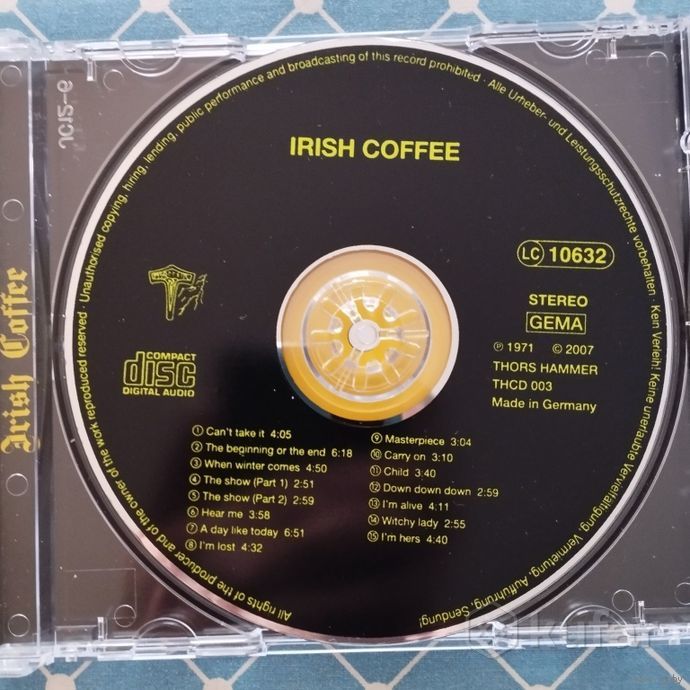 Unauthorised copying, hiring, lending, public performance and broadcasting of this record prohibited · Alle Urheber- und Leistungsschutzrechte vorbehalten · Kein Verleih! Keine unerlaubte Vervielfältigung, Vermietung, Aufführung, Sendung!
All rights of the producer and of the owner of the work reproduced reserved ·
IRISH COFFEE
Irish Coffee
LC 10632
STEREO
GEMA
℗ 1971 © 2007
THORS HAMMER
THCD 003
Made in Germany
COMPACT
disc
DIGITAL AUDIO
① Can't take it 4:05
② The beginning or the end 6:18
③ When winter comes 4:50
④ The show (Part 1) 2:51
⑤ The show (Part 2) 2:59
⑥ Hear me 3:58
⑦ A day like today 6:51
⑧ I'm lost 4:32
⑨ Masterpiece 3:04
⑩ Carry on 3:10
⑪ Child 3:40
⑫ Down down down 2:59
⑬ I'm alive 4:11
⑭ Witchy lady 2:55
⑮ I'm hers 4:40